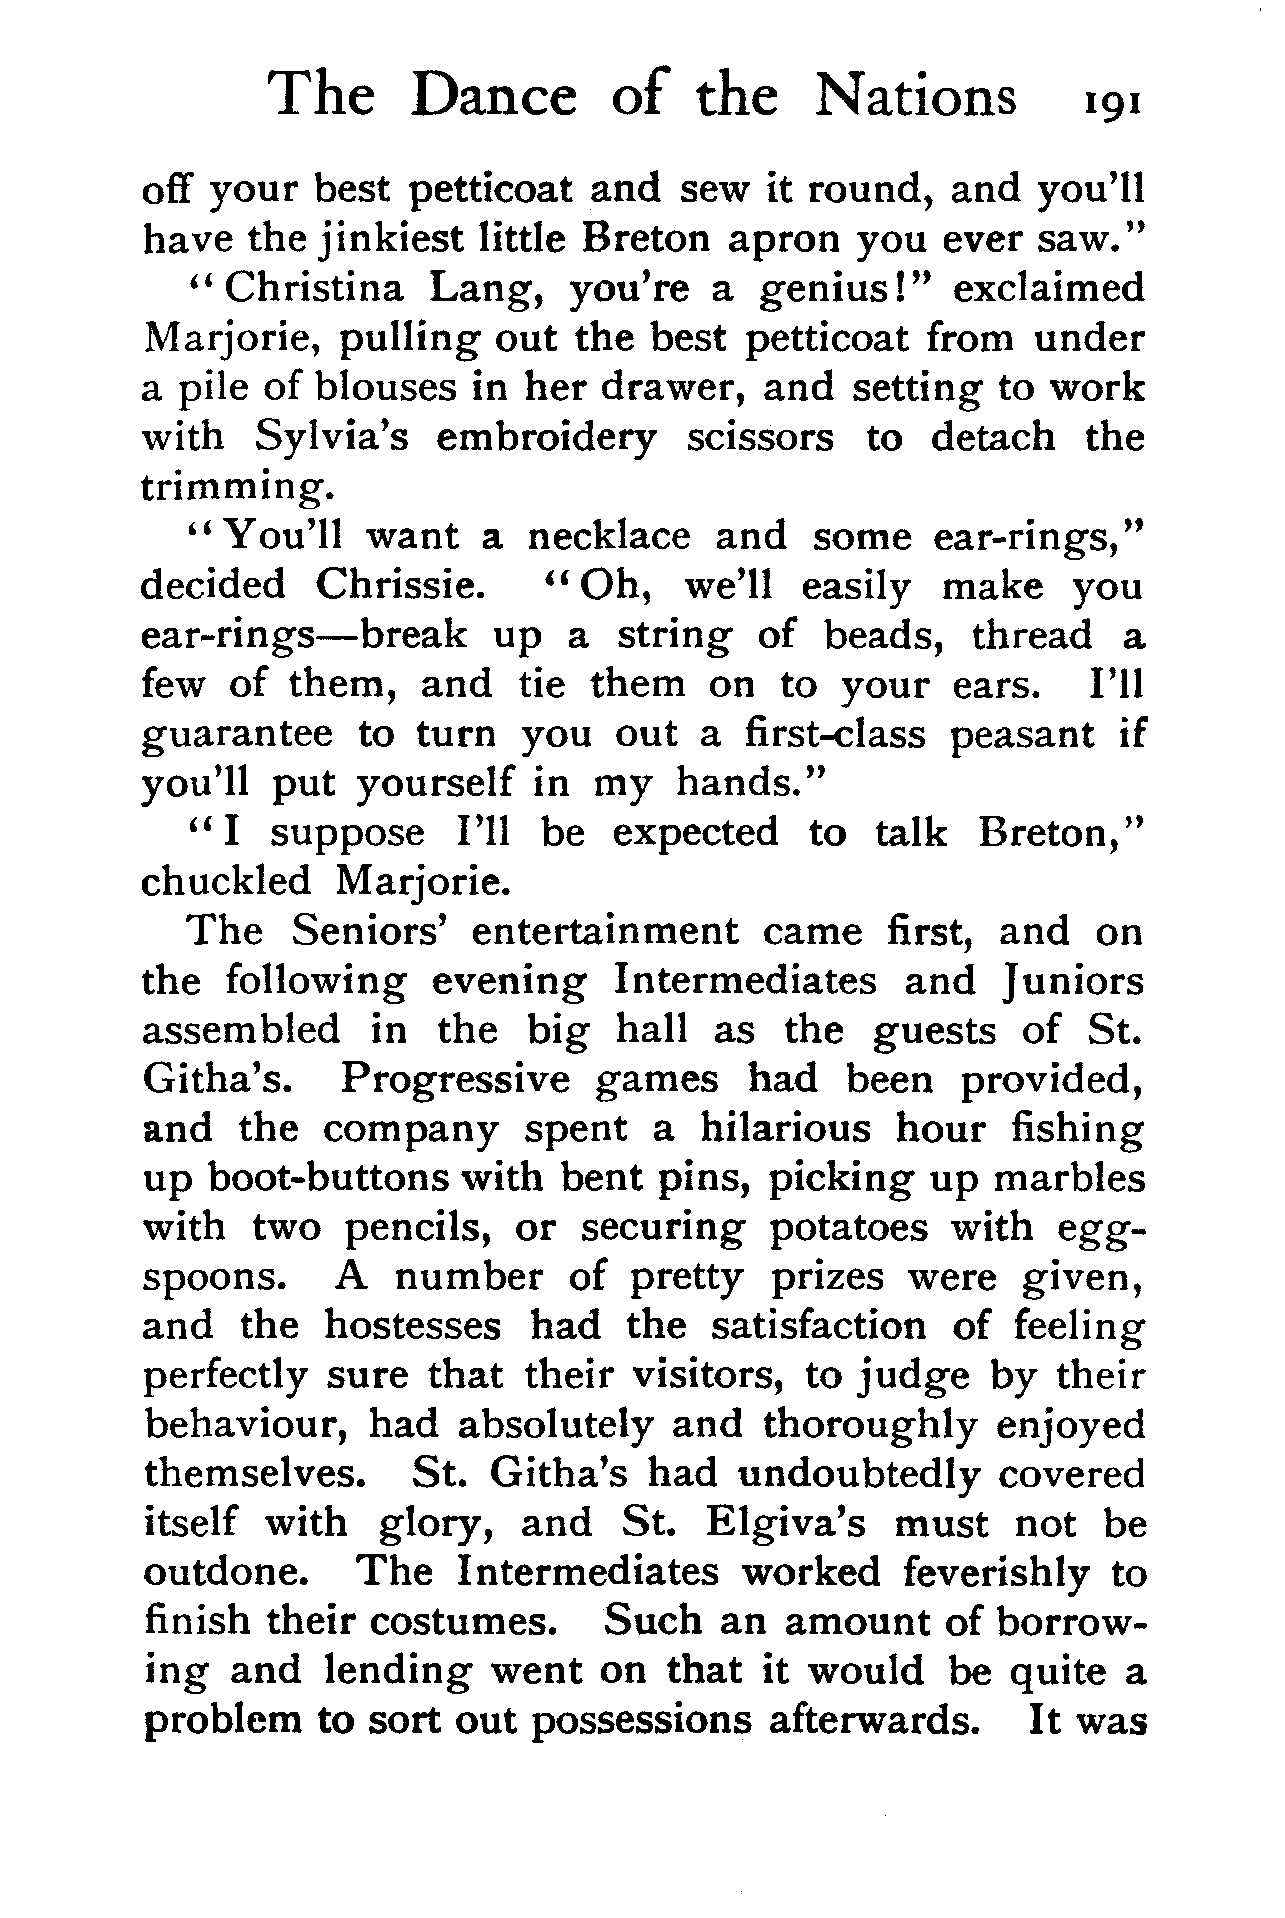 The Dance of the Nations 191
off your best petticoat and sew it round, and you'll
have the jinkiest little Breton apron you ever saw."
"Christina Lang, you're a genius!" exclaimed
Marjorie, pulling out the best petticoat from under
a pile of blouses in her drawer, and setting to work
with Sylvia's embroidery scissors to detach the
trimming.
"You'll want a necklace and some ear-rings,"
decided Chrissie. "Oh, we'll easily make you
ear-rings—break up a string of beads, thread a
few of them, and tie them on to your ears. I'll
guarantee to turn you out a first-class peasant if
you'll put yourself in my hands."
"I suppose I'll be expected to talk Breton,"
chuckled Marjorie.
The Seniors' entertainment came first, and on
the following evening Intermediates and Juniors
assembled in the big hall as the guests of St.
Githa's. Progressive games had been provided,
and the company spent a hilarious hour fishing
up boot-buttons with bent pins, picking up marbles
with two pencils, or securing potatoes with egg-
spoons. A number of pretty prizes were given,
and the hostesses had the satisfaction of feeling
perfectly sure that their visitors, to judge by their
behaviour, had absolutely and thoroughly enjoyed
themselves. St. Githa's had undoubtedly covered
itself with glory, and St. Elgiva's must not be
outdone. The Intermediates worked feverishly to
finish their costumes. Such an amount of borrow-
ing and lending went on that it would be quite a
problem to sort out possessions afterwards. It was